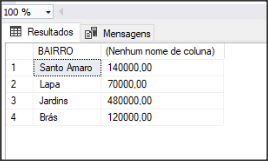 100 %
Resultados Mensagens
BAIRRO (Nenhum nome de coluna)
1 Santo Amaro 140000,00
2 Lapa 70000,00
3 Jardins 480000,00
4 Brás 120000,00